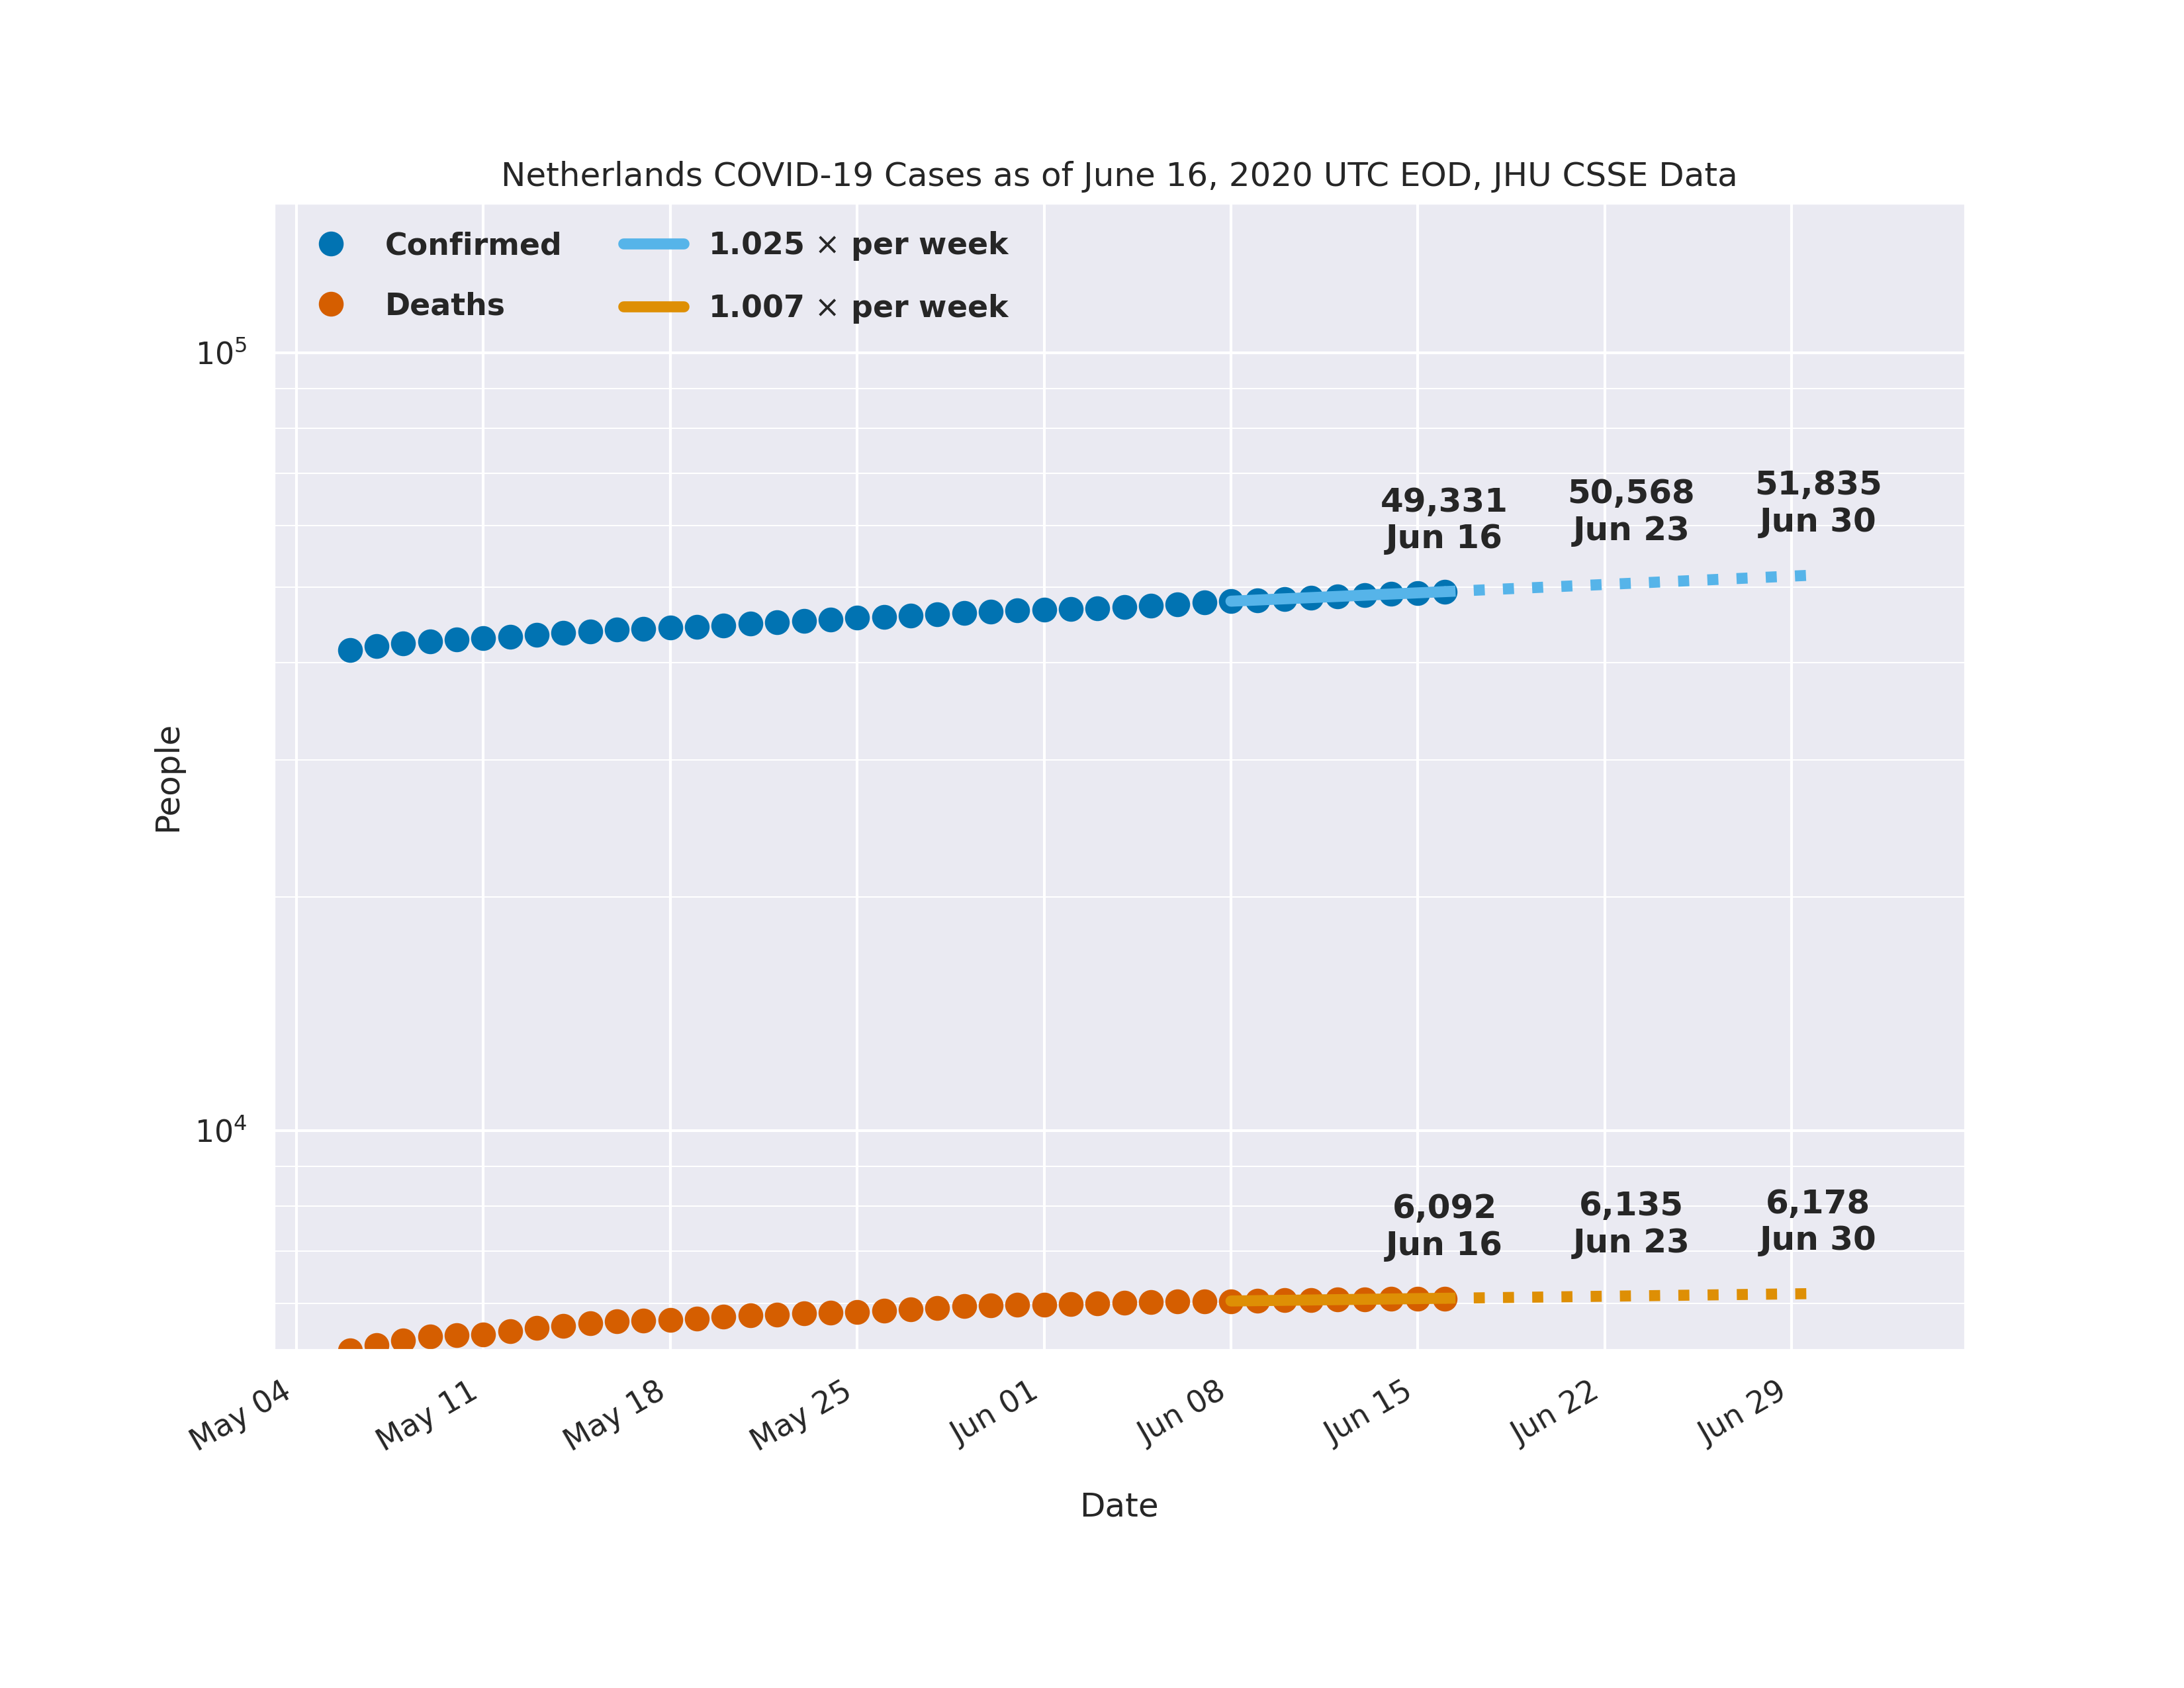 Netherlands COVID-19 Cases as of June 16, 2020 UTC EOD, JHU CSSE Data
Confirmed
Deaths
1.025 × per week
1.007 × per week
10⁵
10⁴
People
49,331
Jun 16
50,568
Jun 23
51,835
Jun 30
6,092
Jun 16
6,135
Jun 23
6,178
Jun 30
May 04
May 11
May 18
May 25
Jun 01
Jun 08
Jun 15
Jun 22
Jun 29
Date